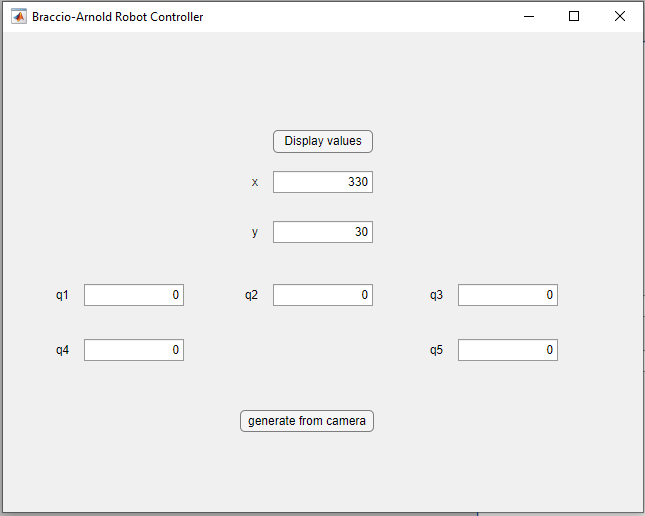 Braccio-Arnold Robot Controller
Display values
x 330
y 30
q1 0 q2 0 q3 0
q4 0 q5 0
generate from camera